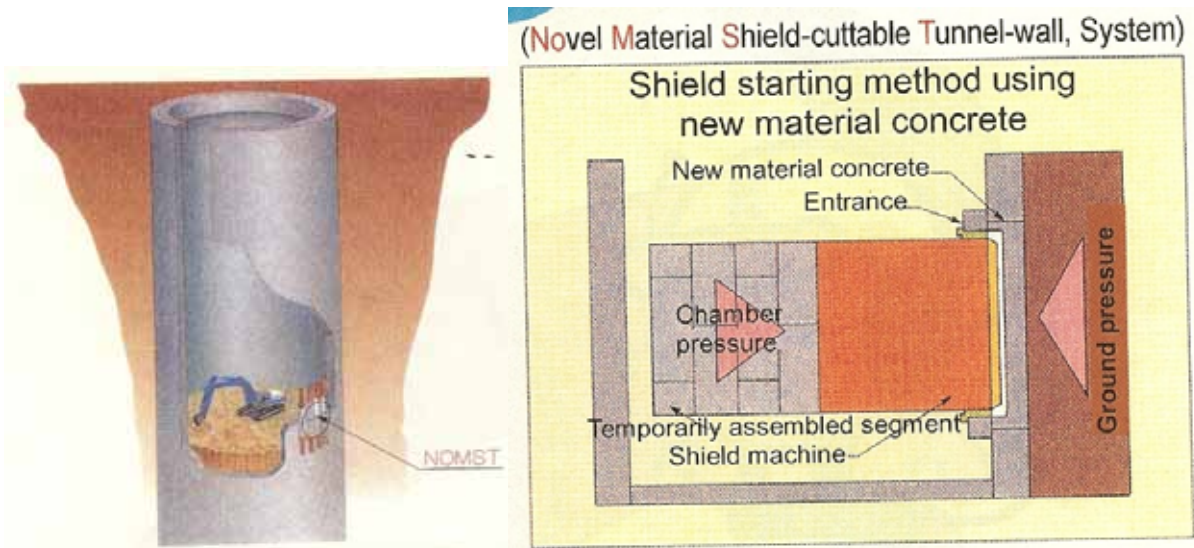 NOMST
(Novel Material Shield-cuttable Tunnel-wall, System)
Shield starting method using
new material concrete
New material concrete
Entrance
Chamber
pressure
Ground pressure
Temporarily assembled segment
Shield machine